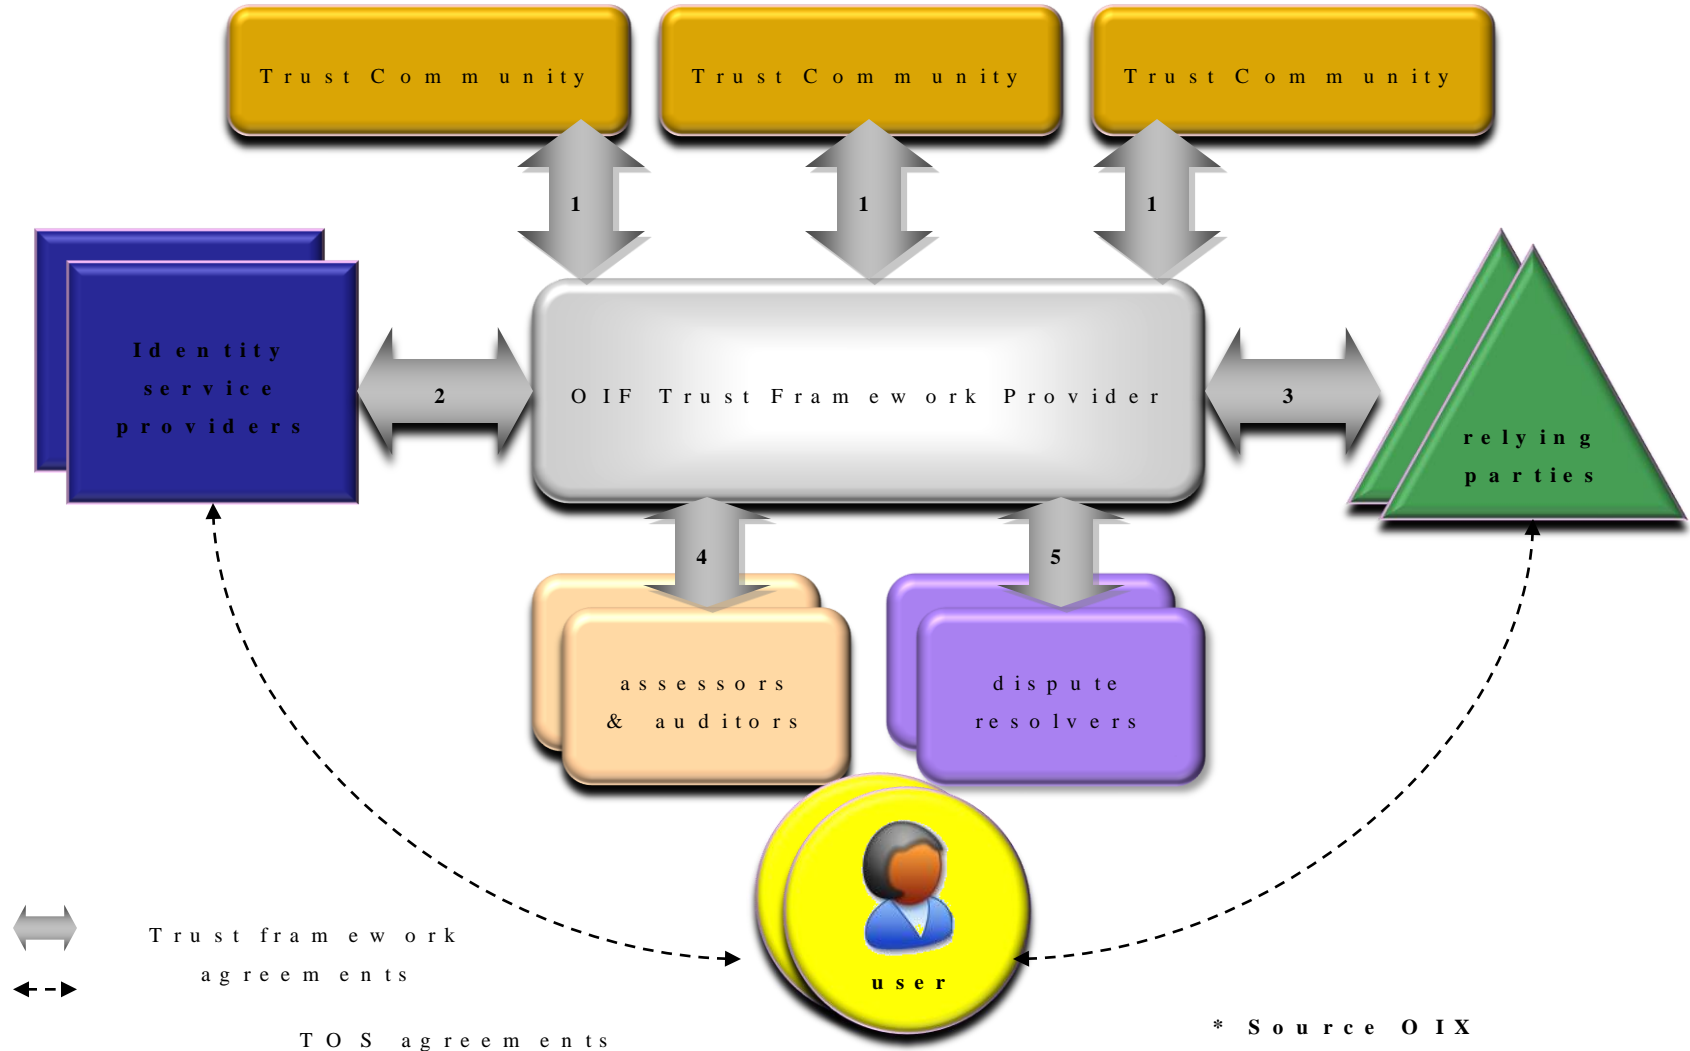 Trust Community
Trust Community
Trust Community
1
1
1
Identity
service
providers
2
OIF Trust Framework Provider
3
relying
parties
4
5
assessors
& auditors
dispute
resolvers
user
Trust framework
agreements
TOS agreements
* Source OIX